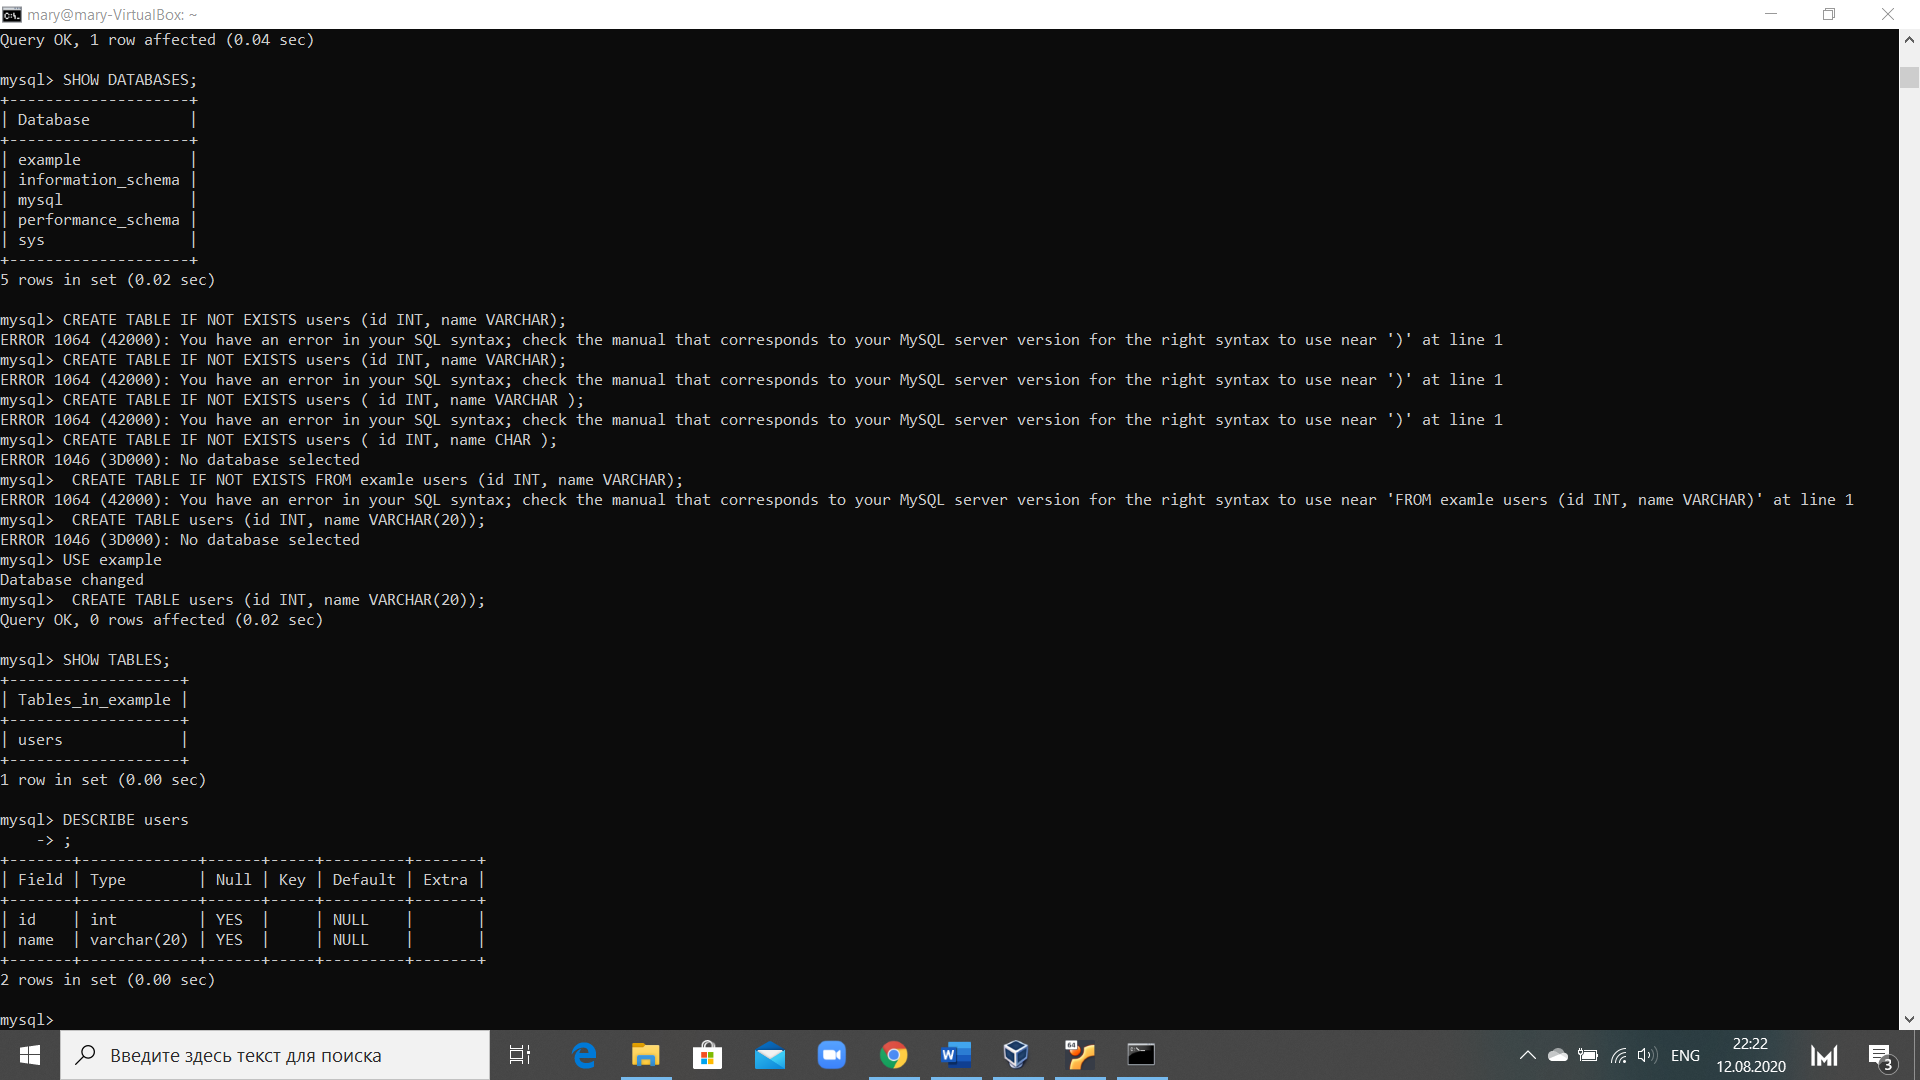 mary@mary-VirtualBox: ~
Query OK, 1 row affected (0.04 sec)
mysql> SHOW DATABASES;
+--------------------+
| Database           |
+--------------------+
| example            |
| information_schema |
| mysql              |
| performance_schema |
| sys                |
+--------------------+
5 rows in set (0.02 sec)
mysql> CREATE TABLE IF NOT EXISTS users (id INT, name VARCHAR);
ERROR 1064 (42000): You have an error in your SQL syntax; check the manual that corresponds to your MySQL server version for the right syntax to use near ')' at line 1
mysql> CREATE TABLE IF NOT EXISTS users (id INT, name VARCHAR);
ERROR 1064 (42000): You have an error in your SQL syntax; check the manual that corresponds to your MySQL server version for the right syntax to use near ')' at line 1
mysql> CREATE TABLE IF NOT EXISTS users ( id INT, name VARCHAR );
ERROR 1064 (42000): You have an error in your SQL syntax; check the manual that corresponds to your MySQL server version for the right syntax to use near ')' at line 1
mysql> CREATE TABLE IF NOT EXISTS users ( id INT, name CHAR );
ERROR 1046 (3D000): No database selected
mysql>  CREATE TABLE IF NOT EXISTS FROM examle users (id INT, name VARCHAR);
ERROR 1064 (42000): You have an error in your SQL syntax; check the manual that corresponds to your MySQL server version for the right syntax to use near 'FROM examle users (id INT, name VARCHAR)' at line 1
mysql>  CREATE TABLE users (id INT, name VARCHAR(20));
ERROR 1046 (3D000): No database selected
mysql> USE example
Database changed
mysql>  CREATE TABLE users (id INT, name VARCHAR(20));
Query OK, 0 rows affected (0.02 sec)
mysql> SHOW TABLES;
+-------------------+
| Tables_in_example |
+-------------------+
| users             |
+-------------------+
1 row in set (0.00 sec)
mysql> DESCRIBE users
    -> ;
+-------+-------------+------+-----+---------+-------+
| Field | Type        | Null | Key | Default | Extra |
+-------+-------------+------+-----+---------+-------+
| id    | int         | YES  |     | NULL    |       |
| name  | varchar(20) | YES  |     | NULL    |       |
+-------+-------------+------+-----+---------+-------+
2 rows in set (0.00 sec)
mysql>
Введите здесь текст для поиска
64
ENG
22:22
12.08.2020
3